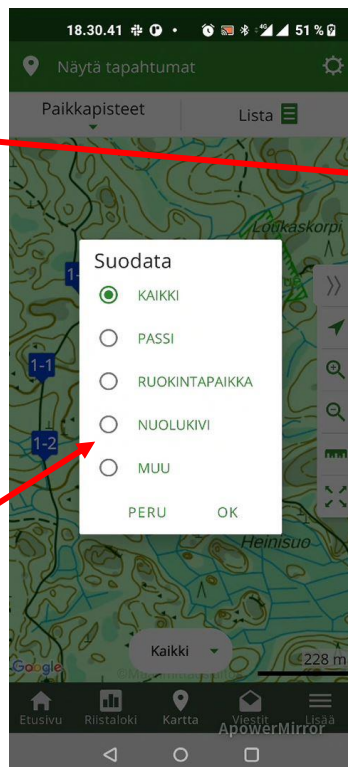 18.30.41 51 %
Näytä tapahtumat
Paikkapisteet Lista
Loukaskorpi
Suodata
KAIKKI
PASSI
RUOKINTAPAIKKA
NUOLUKIVI
MUU
PERU OK
1-
1-1
1-2
Heinisuo
Kaikki
228 m
Google
Etusivu Riistaloki Kartta Viestit Lisää
ApowerMirror